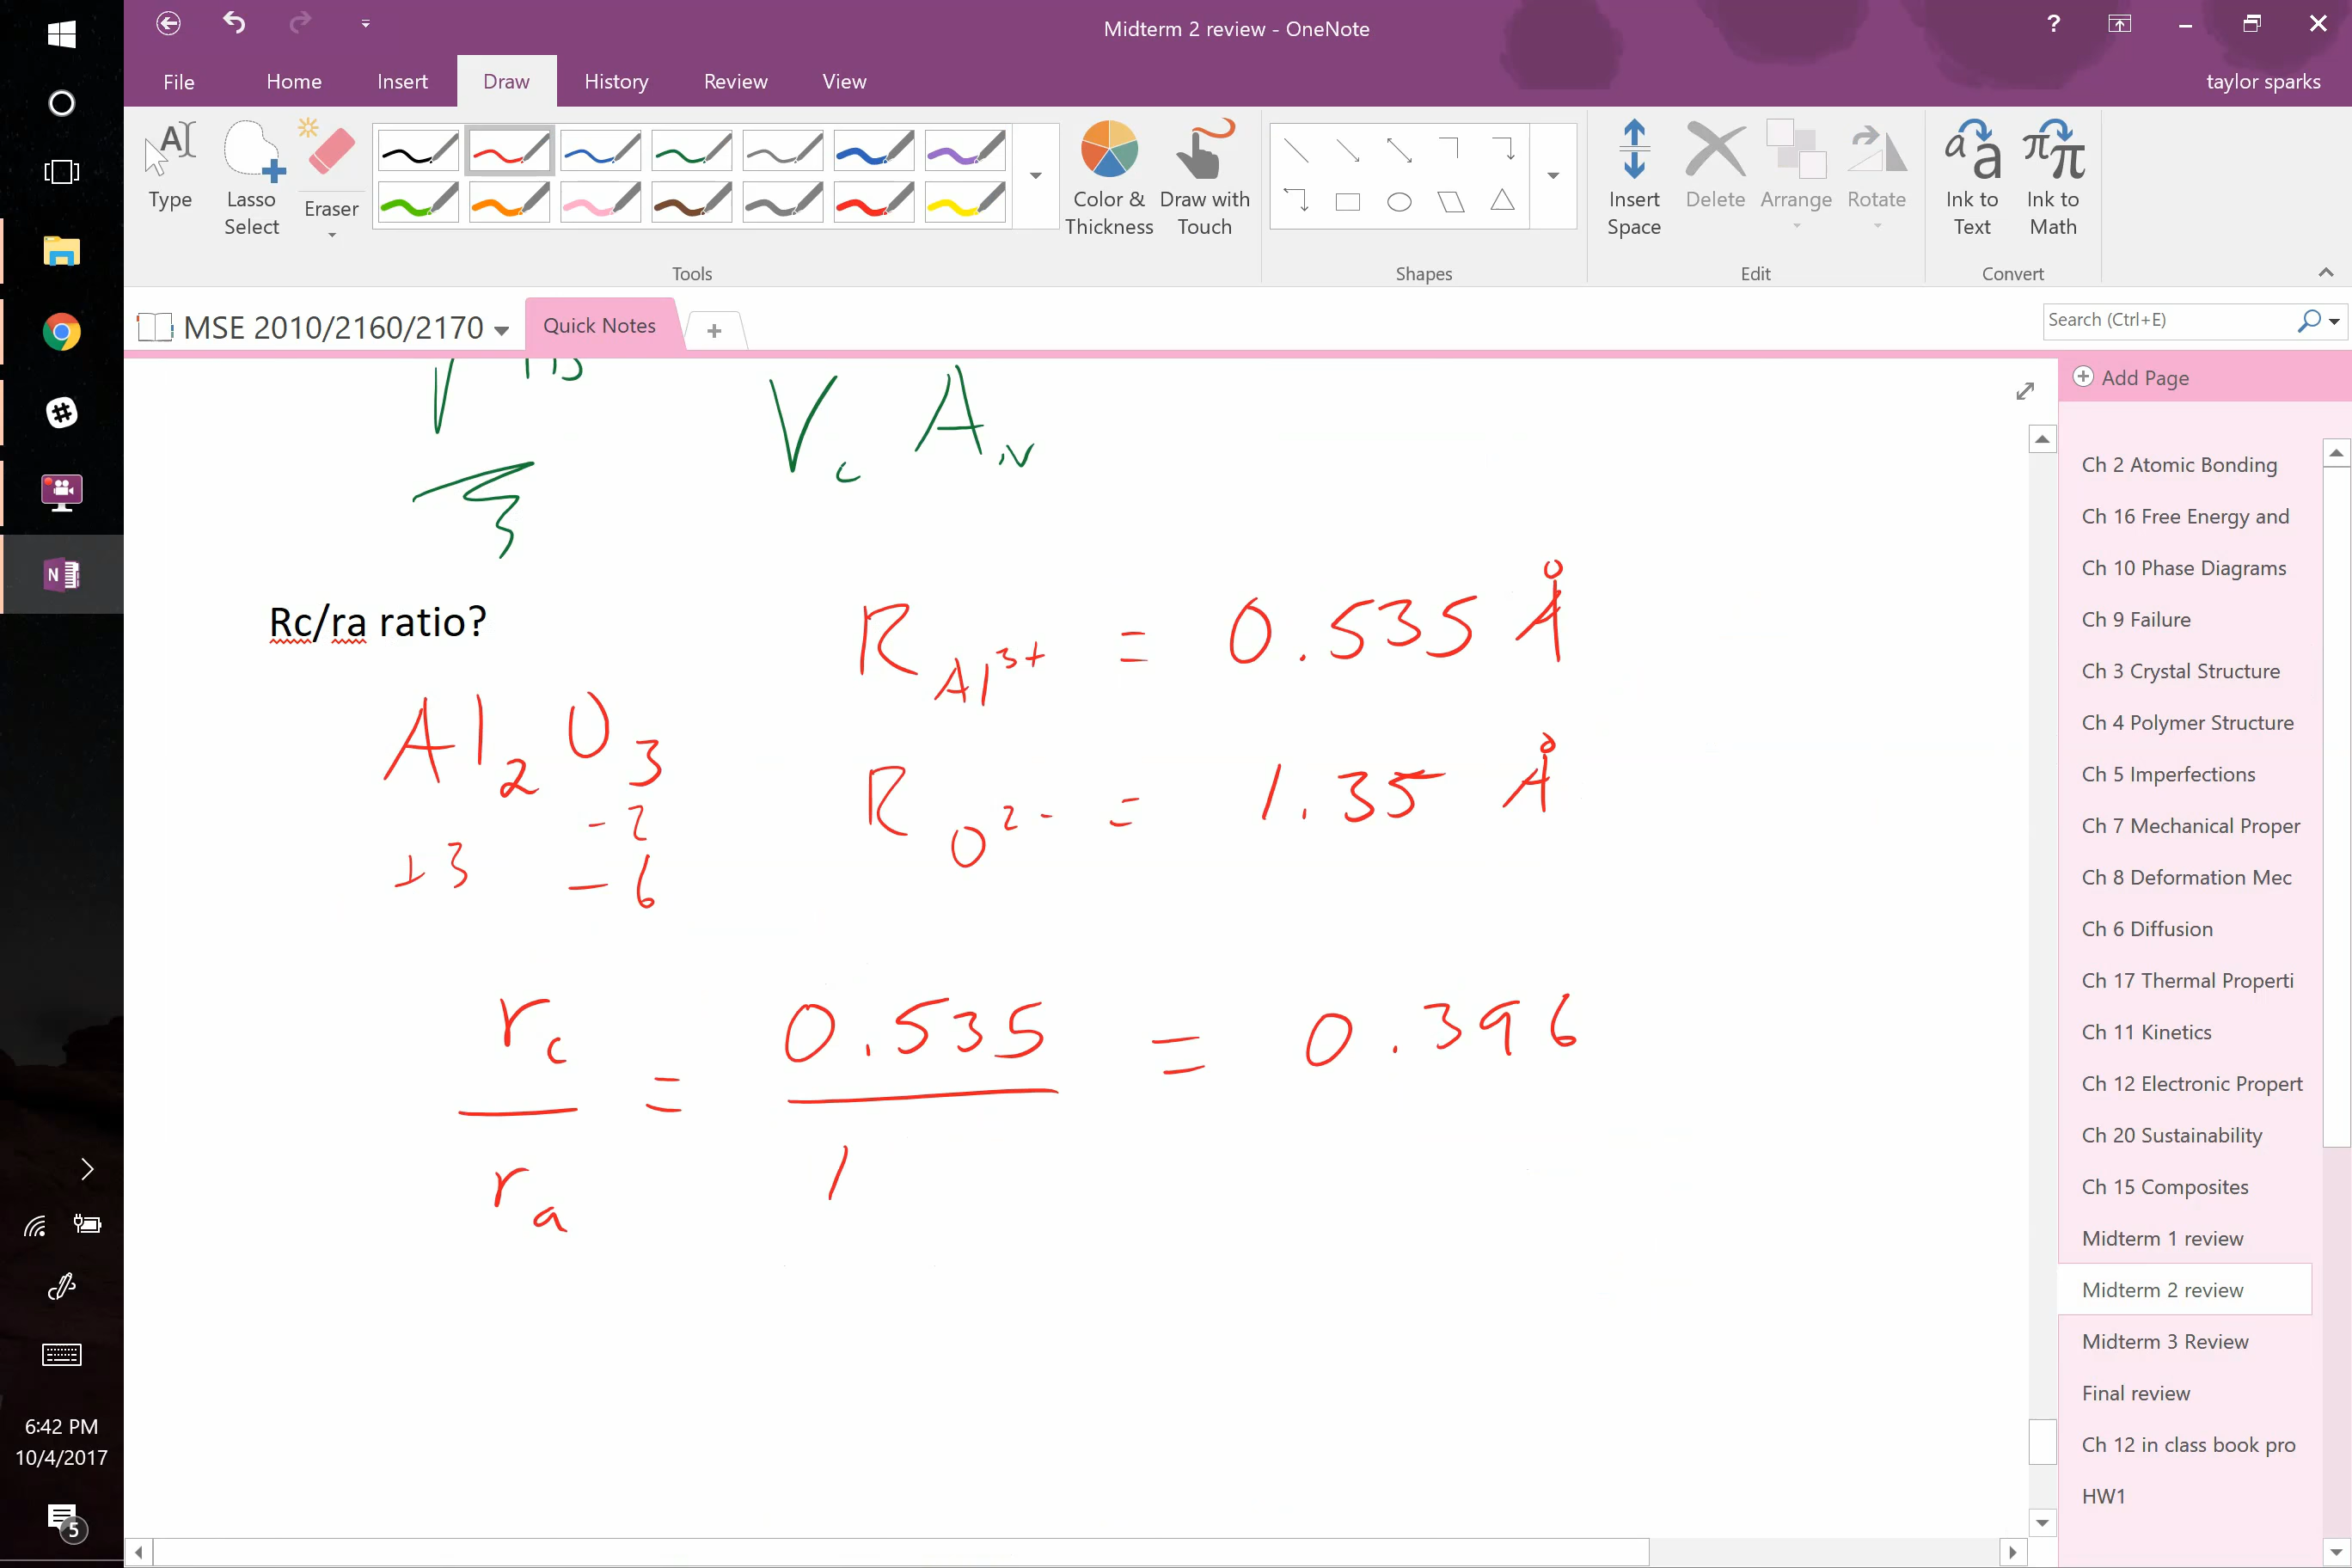 Midterm 2 review - OneNote
?
File Home Insert Draw History Review View
taylor sparks
Type
Lasso Select
Eraser
Color & Thickness
Draw with Touch
Insert Space
Delete
Arrange
Rotate
Ink to Text
Ink to Math
Tools
Shapes
Edit
Convert
MSE 2010/2160/2170
Quick Notes
Search (Ctrl+E)
Add Page
Ch 2 Atomic Bonding
Ch 16 Free Energy and
Ch 10 Phase Diagrams
Ch 9 Failure
Ch 3 Crystal Structure
Ch 4 Polymer Structure
Ch 5 Imperfections
Ch 7 Mechanical Proper
Ch 8 Deformation Mec
Ch 6 Diffusion
Ch 17 Thermal Properti
Ch 11 Kinetics
Ch 12 Electronic Propert
Ch 20 Sustainability
Ch 15 Composites
Midterm 1 review
Midterm 2 review
Midterm 3 Review
Final review
Ch 12 in class book pro
HW1
Vc AN
Rc/ra ratio?
R Al3+ = 0.535 Å
Al2O3
R O2- = 1.35 Å
-2
+3 -6
rc / ra = 0.535 / 1 = 0.396
6:42 PM
10/4/2017
5